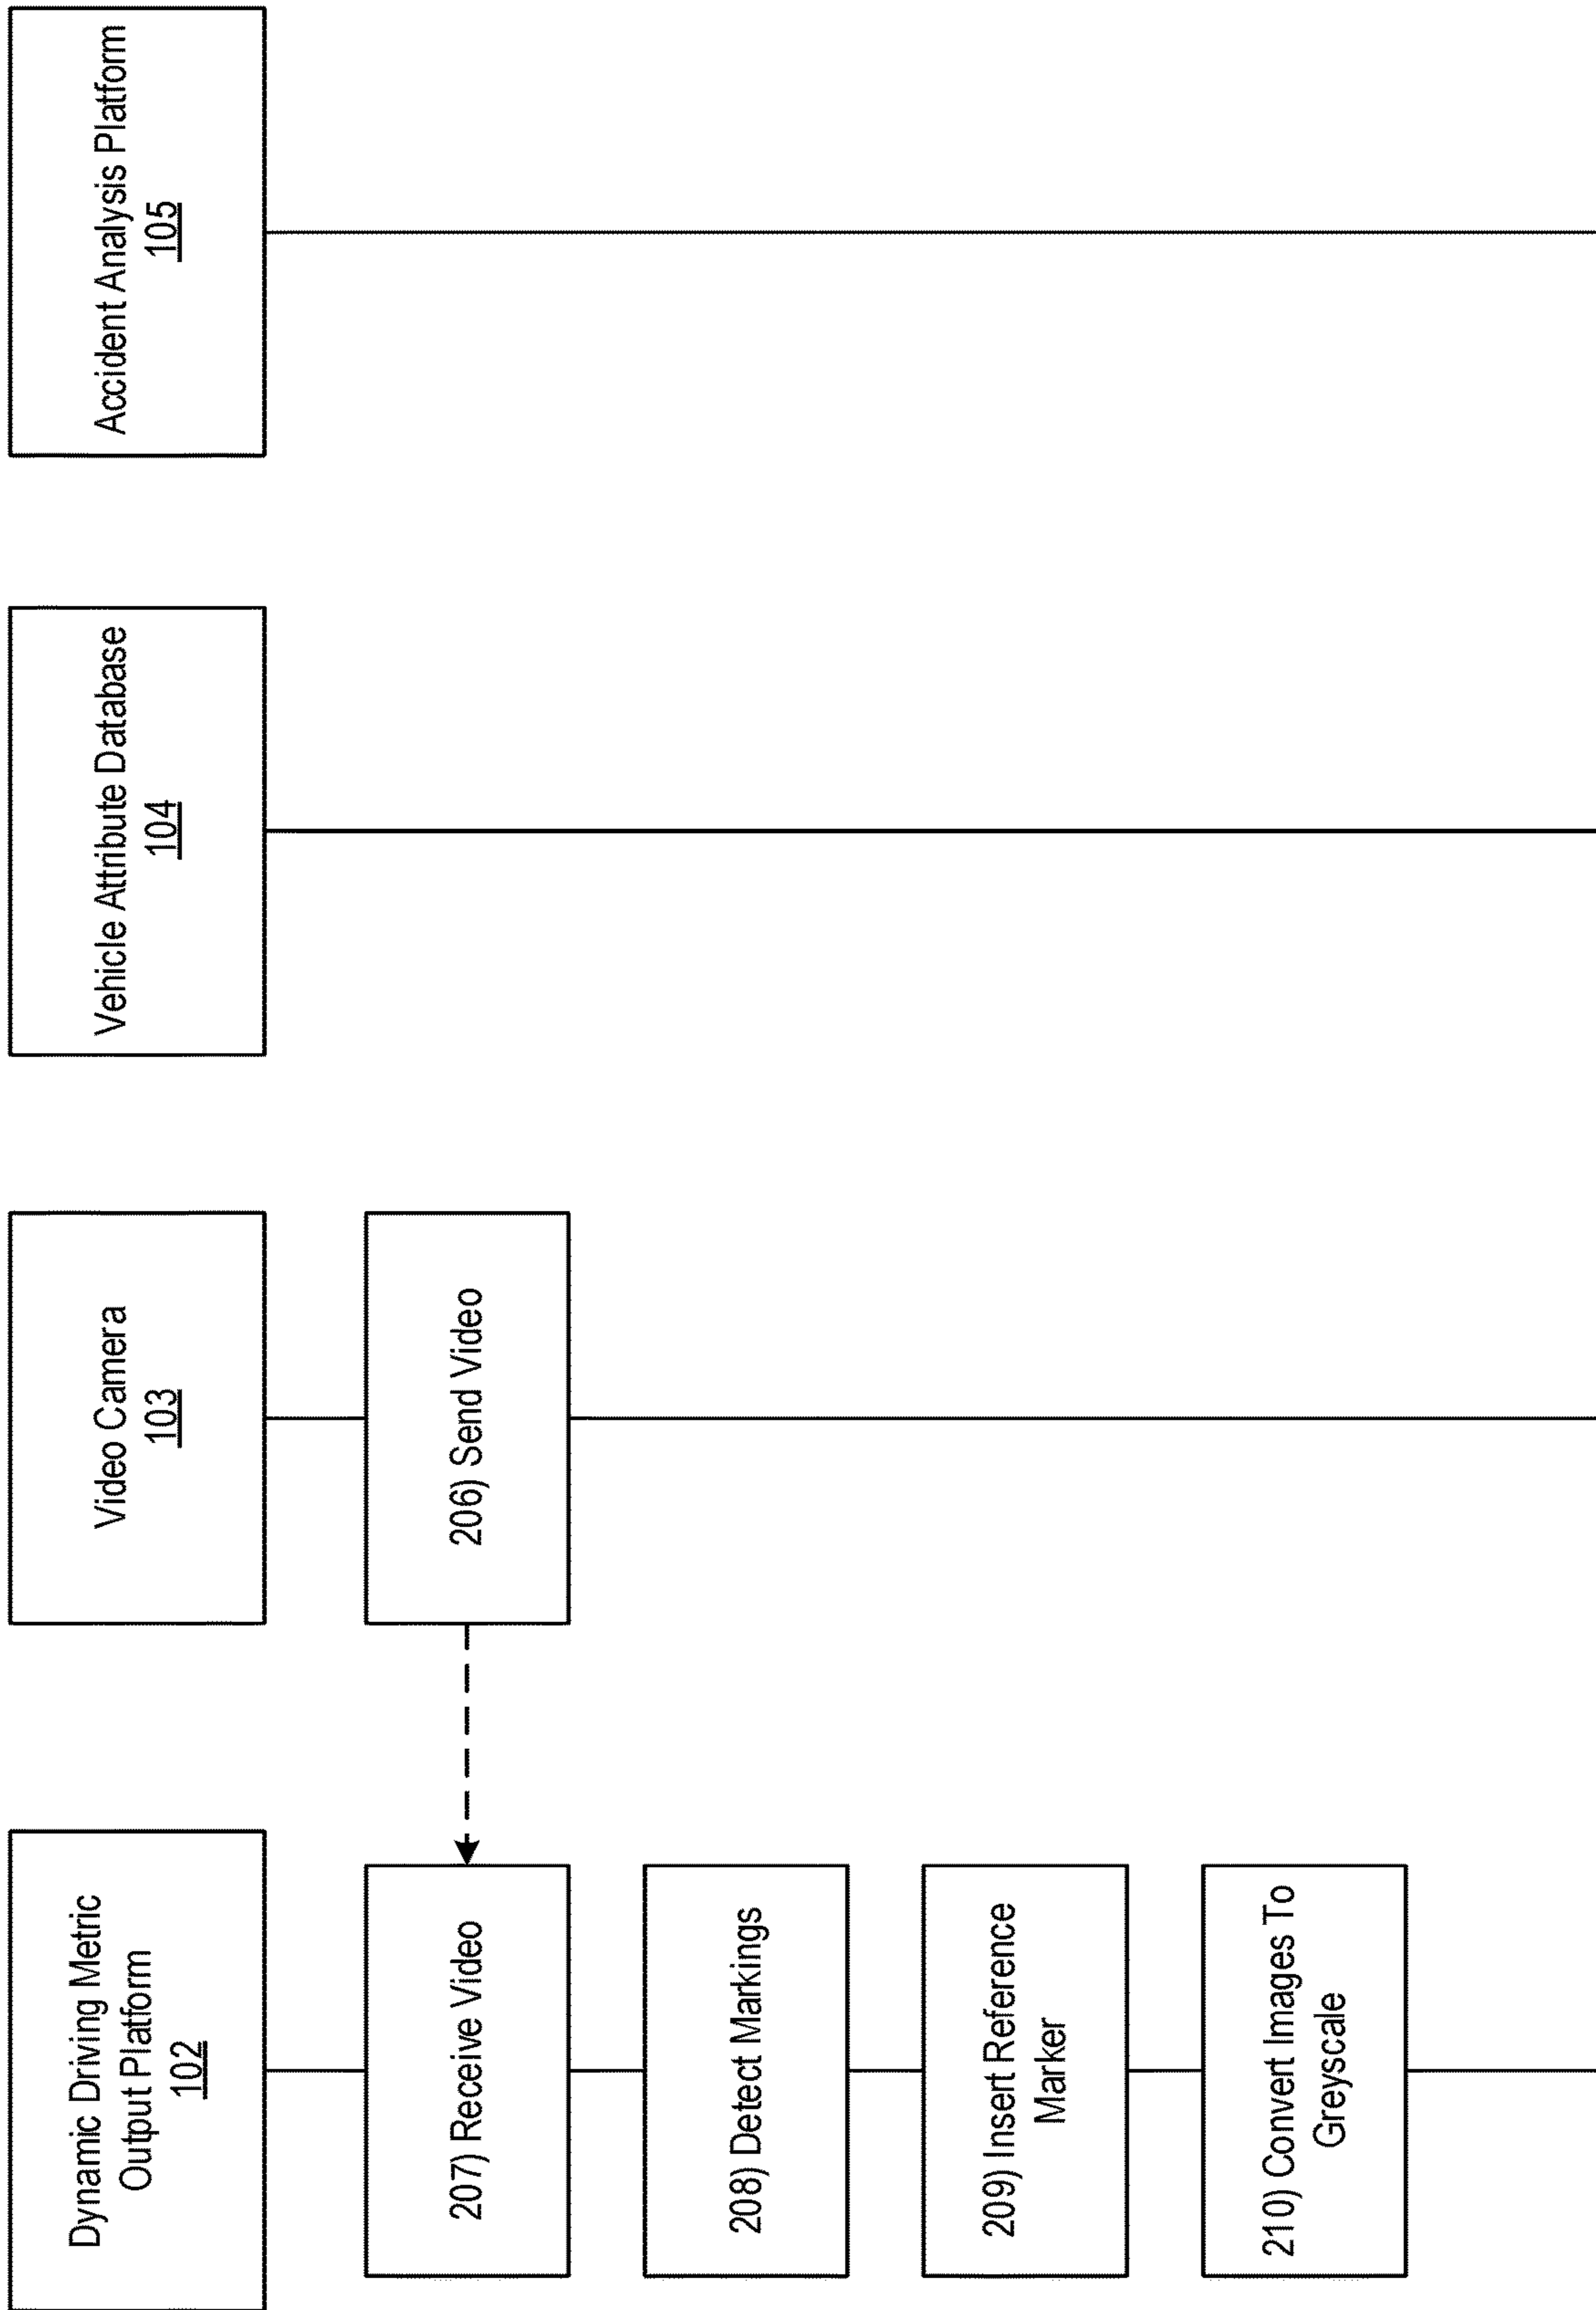 Dynamic Driving Metric
Output Platform
102
Video Camera
103
Vehicle Attribute Database
104
Accident Analysis Platform
105
206) Send Video
207) Receive Video
208) Detect Markings
209) Insert Reference
Marker
210) Convert Images To
Greyscale